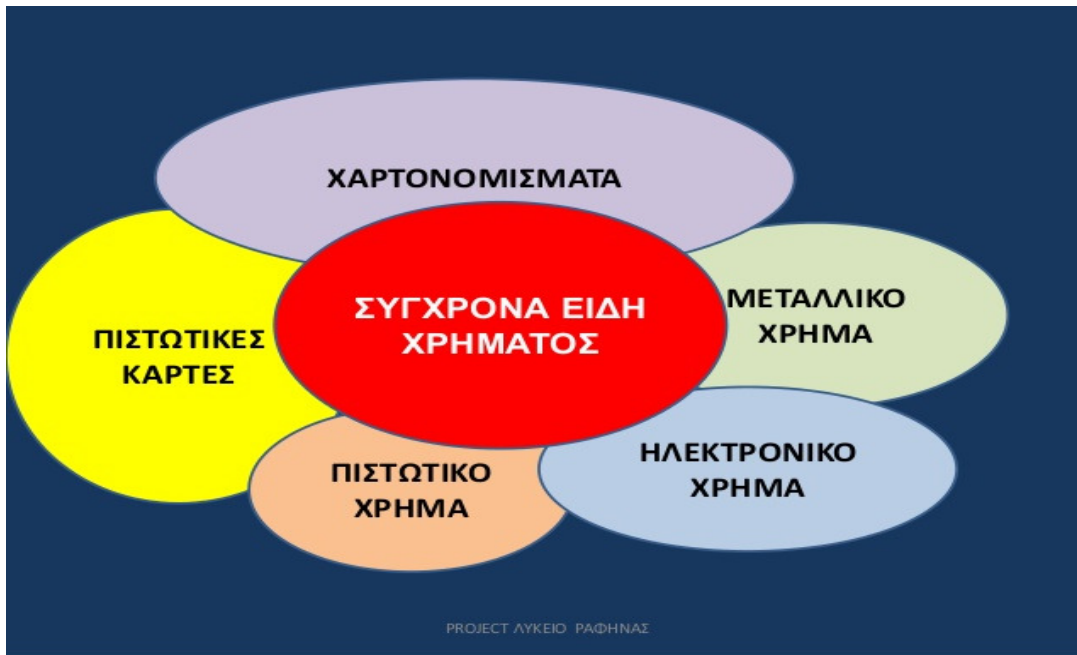 ΧΑΡΤΟΝΟΜΙΣΜΑΤΑ
ΣΥΓΧΡΟΝΑ ΕΙΔΗ
ΧΡΗΜΑΤΟΣ
ΜΕΤΑΛΛΙΚΟ
ΧΡΗΜΑ
ΠΙΣΤΩΤΙΚΕΣ
ΚΑΡΤΕΣ
ΗΛΕΚΤΡΟΝΙΚΟ
ΧΡΗΜΑ
ΠΙΣΤΩΤΙΚΟ
ΧΡΗΜΑ
PROJECT ΛΥΚΕΙΟ ΡΑΦΗΝΑΣ